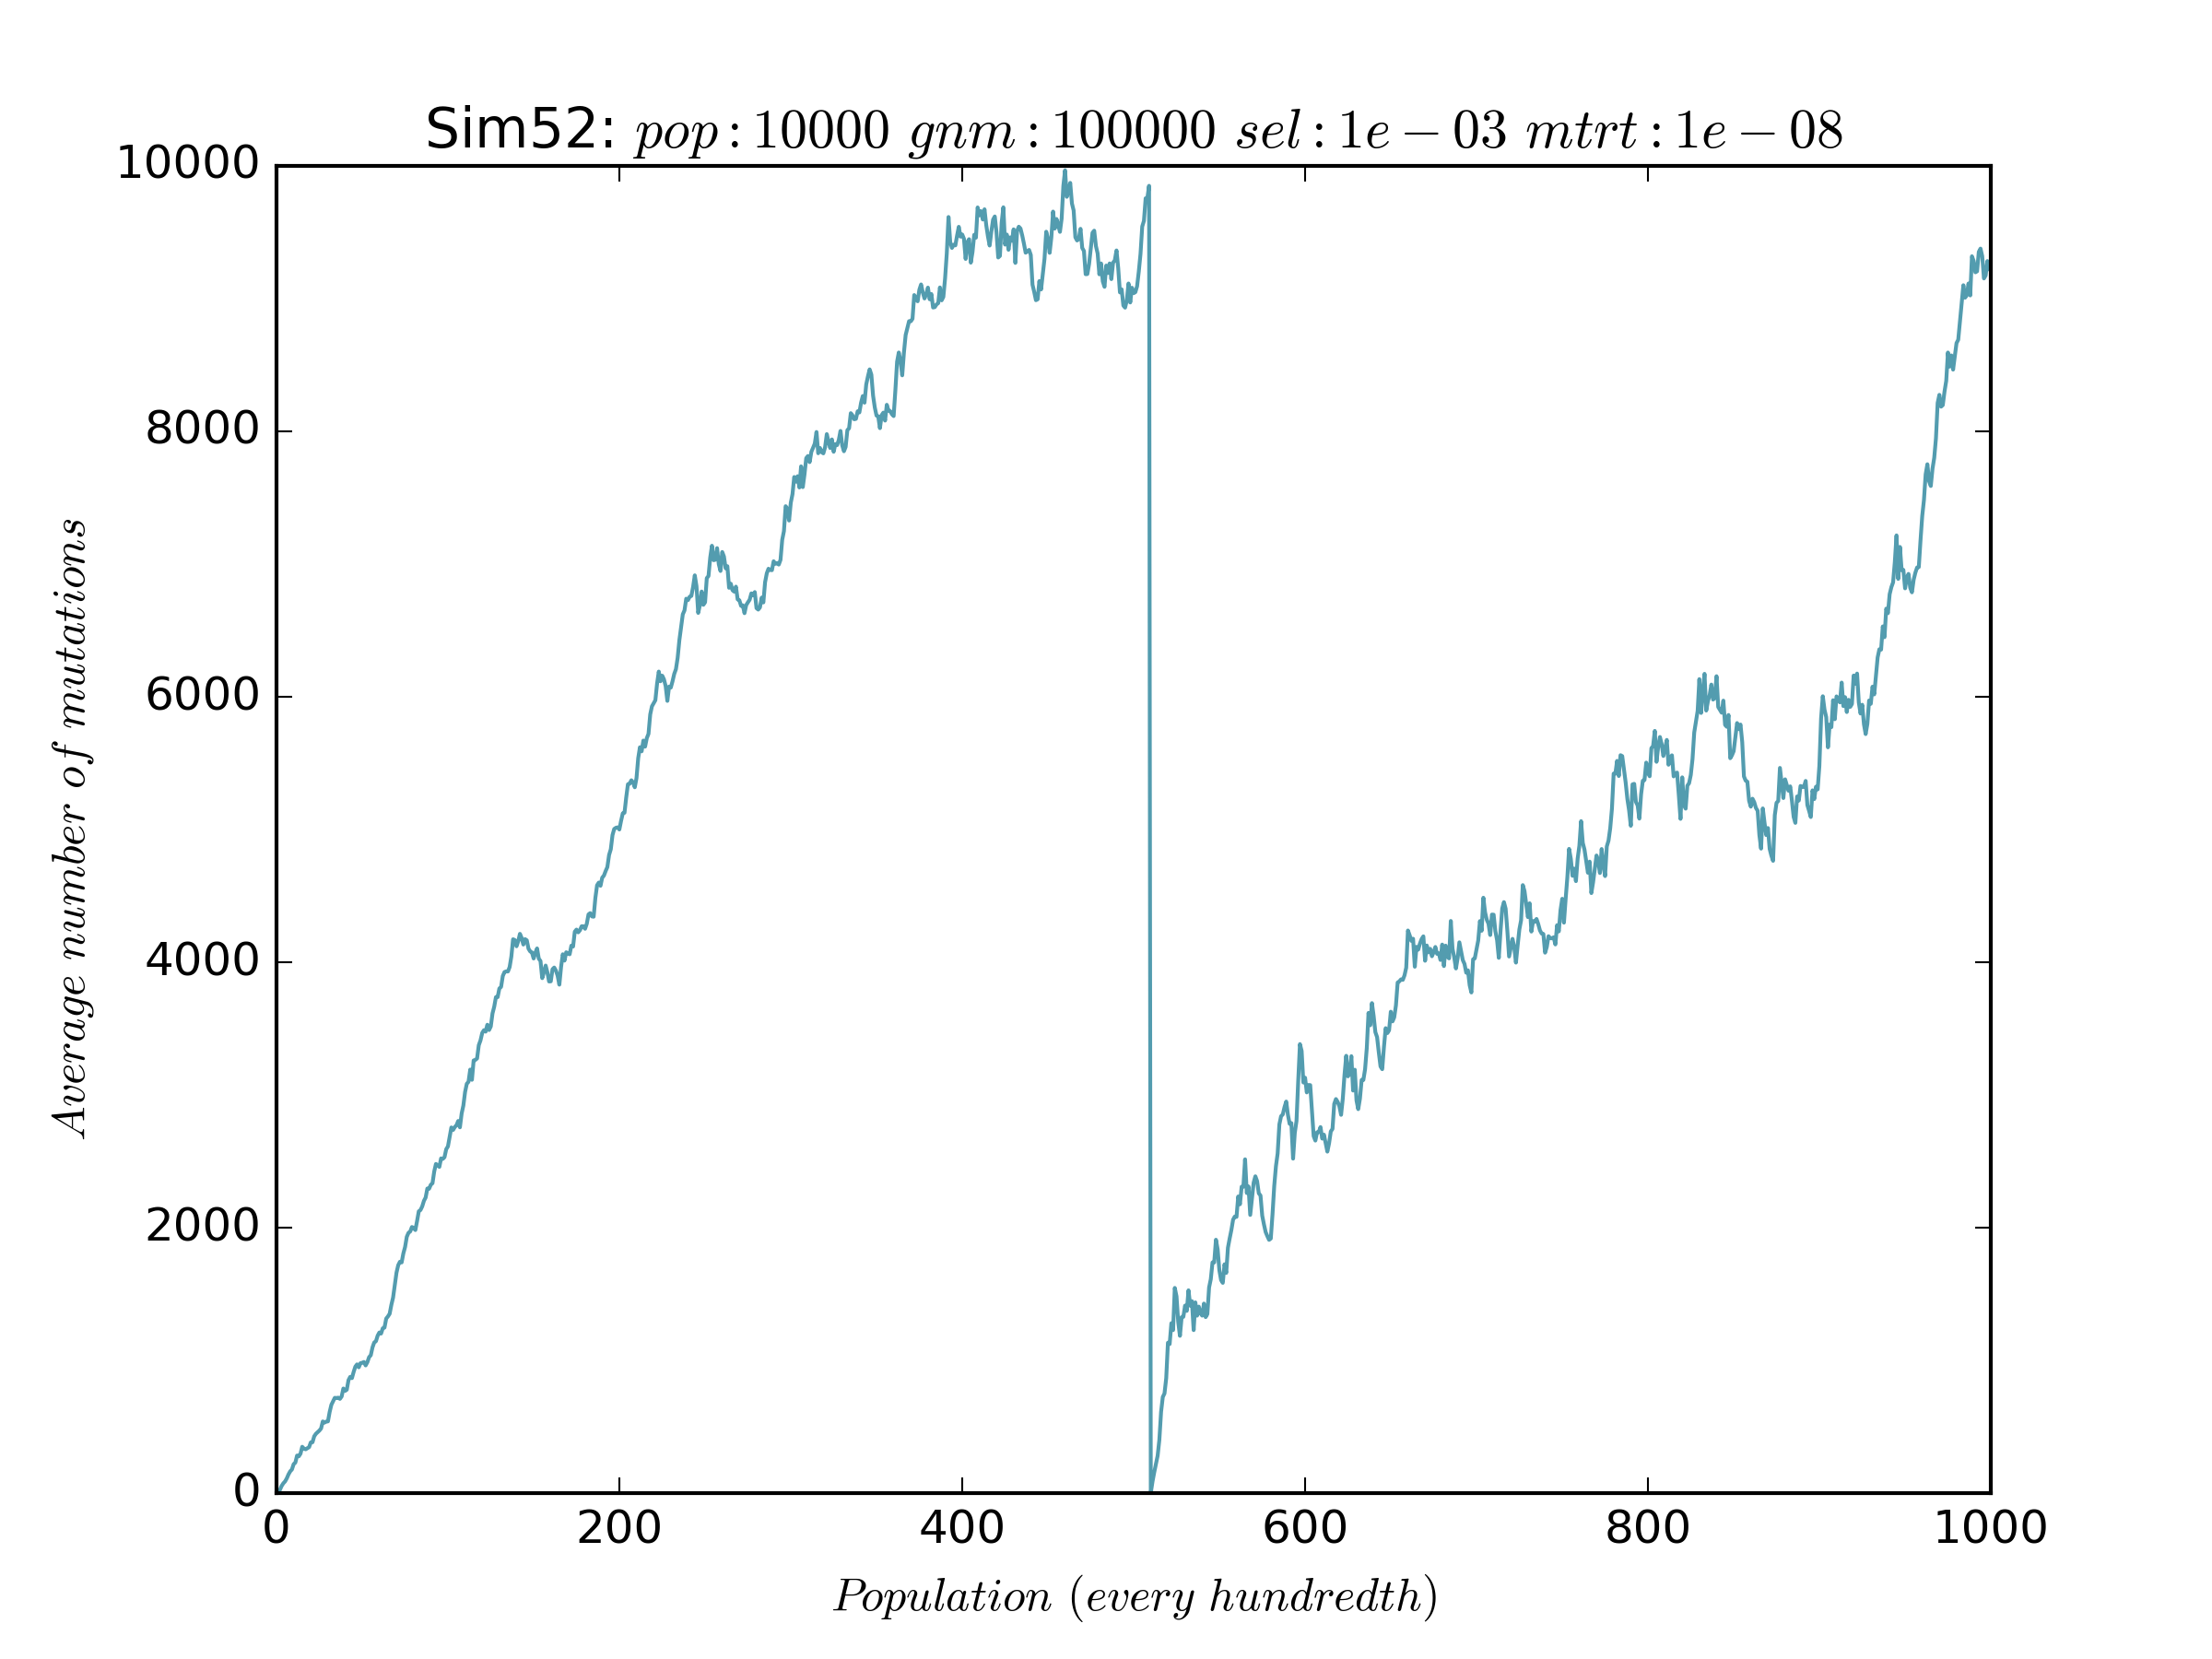 Sim52: pop : 10000 gnm : 100000 sel : 1e − 03 mtrt : 1e − 08
10000
8000
6000
4000
2000
0
Average number of mutations
0 200 400 600 800 1000
Population (every hundredth)